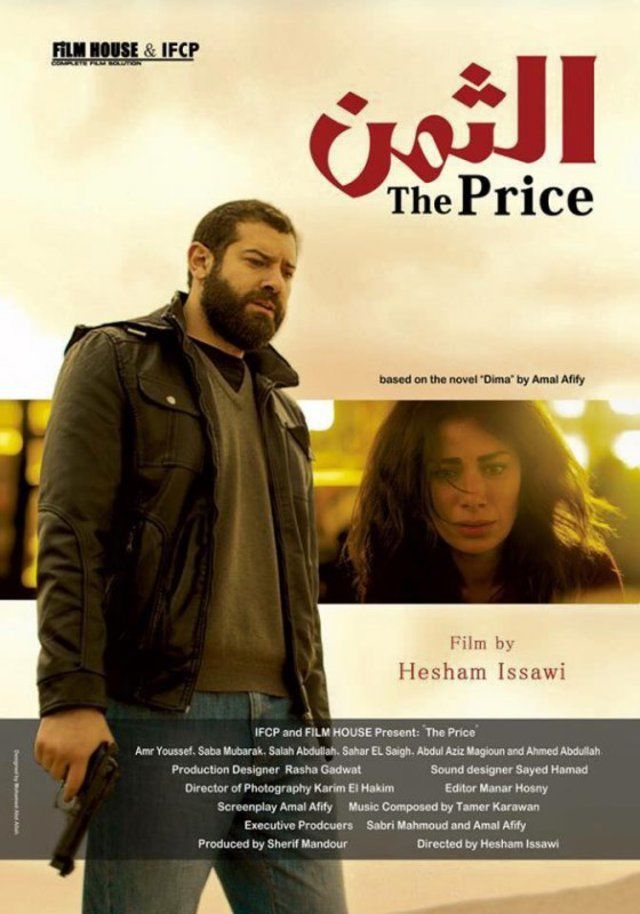 FILM HOUSE & IFCP
COMPLETE FILM SOLUTION
الثمن
The Price
based on the novel "Dima" by Amal Afify
Film by
Hesham Issawi
IFCP and FILM HOUSE Present: "The Price"
Amr Youssef، Saba Mubarak، Salah Abdullah، Sahar EL Saigh، Abdul Aziz Magioun and Ahmed Abdullah
Production Designer Rasha Gadwat Sound designer Sayed Hamad
Director of Photography Karim El Hakim Editor Manar Hosny
Screenplay Amal Afify Music Composed by Tamer Karawan
Executive Prodcuers Sabri Mahmoud and Amal Afify
Produced by Sherif Mandour Directed by Hesham Issawi
Designed by Mohamed